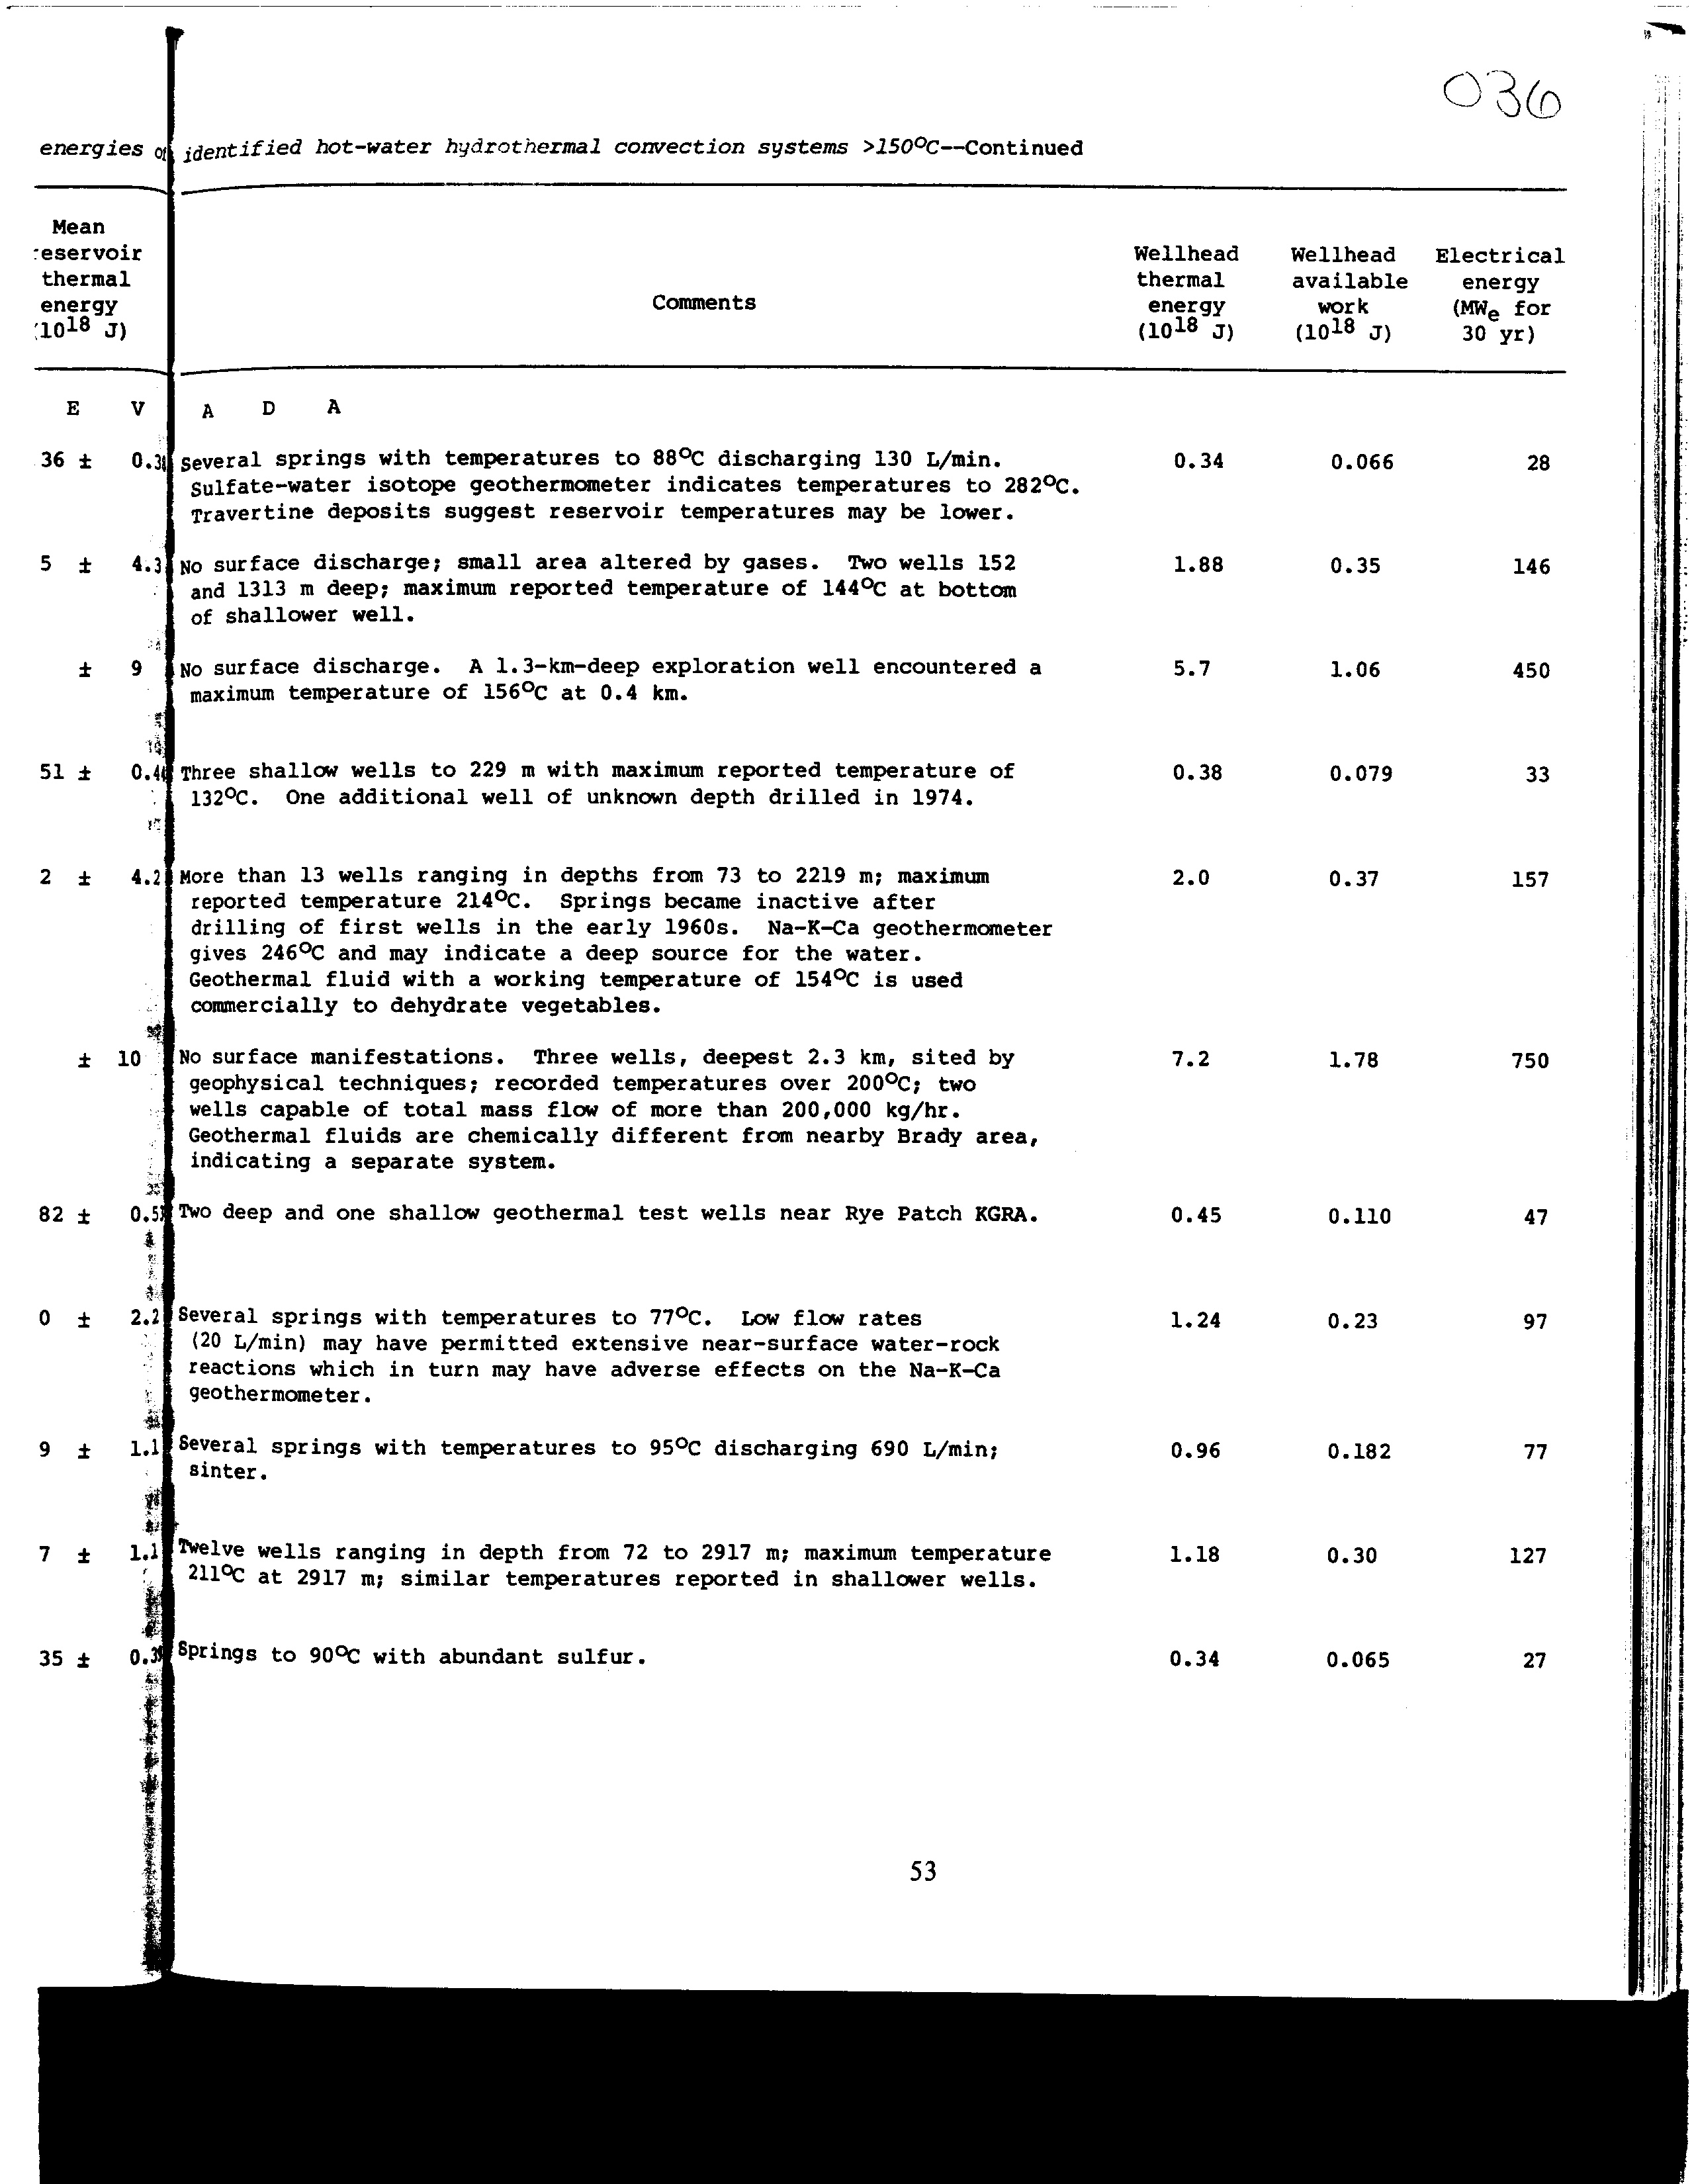 036
energies of identified hot-water hydrothermal convection systems >150°C--Continued
Mean
eservoir
thermal
energy
(10^18 J)
Comments
Wellhead
thermal
energy
(10^18 J)
Wellhead
available
work
(10^18 J)
Electrical
energy
(MWe for
30 yr)
E V A D A
36 ± 0.3 Several springs with temperatures to 88°C discharging 130 L/min. 0.34 0.066 28
Sulfate-water isotope geothermometer indicates temperatures to 282°C.
Travertine deposits suggest reservoir temperatures may be lower.
5 ± 4.3 No surface discharge; small area altered by gases. Two wells 152 1.88 0.35 146
and 1313 m deep; maximum reported temperature of 144°C at bottom
of shallower well.
± 9 No surface discharge. A 1.3-km-deep exploration well encountered a 5.7 1.06 450
maximum temperature of 156°C at 0.4 km.
51 ± 0.4 Three shallow wells to 229 m with maximum reported temperature of 0.38 0.079 33
132°C. One additional well of unknown depth drilled in 1974.
2 ± 4.2 More than 13 wells ranging in depths from 73 to 2219 m; maximum 2.0 0.37 157
reported temperature 214°C. Springs became inactive after
drilling of first wells in the early 1960s. Na-K-Ca geothermometer
gives 246°C and may indicate a deep source for the water.
Geothermal fluid with a working temperature of 154°C is used
commercially to dehydrate vegetables.
± 10 No surface manifestations. Three wells, deepest 2.3 km, sited by 7.2 1.78 750
geophysical techniques; recorded temperatures over 200°C; two
wells capable of total mass flow of more than 200,000 kg/hr.
Geothermal fluids are chemically different from nearby Brady area,
indicating a separate system.
82 ± 0.5 Two deep and one shallow geothermal test wells near Rye Patch KGRA. 0.45 0.110 47
0 ± 2.2 Several springs with temperatures to 77°C. Low flow rates 1.24 0.23 97
(20 L/min) may have permitted extensive near-surface water-rock
reactions which in turn may have adverse effects on the Na-K-Ca
geothermometer.
9 ± 1.1 Several springs with temperatures to 95°C discharging 690 L/min; 0.96 0.182 77
sinter.
7 ± 1.1 Twelve wells ranging in depth from 72 to 2917 m; maximum temperature 1.18 0.30 127
211°C at 2917 m; similar temperatures reported in shallower wells.
35 ± 0.3 Springs to 90°C with abundant sulfur. 0.34 0.065 27
53